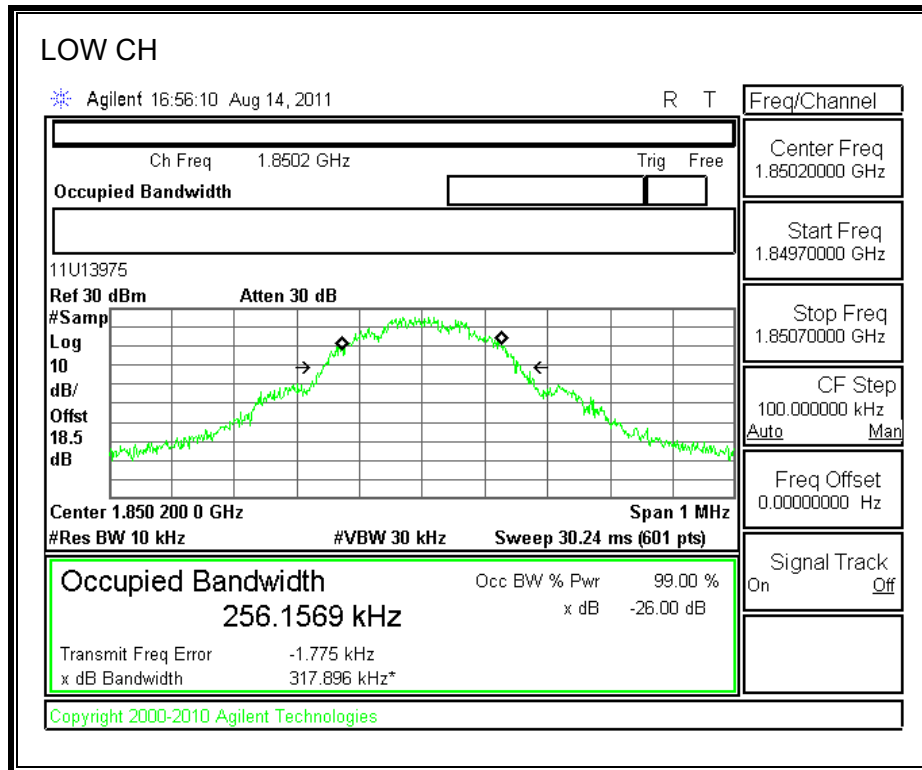 LOW CH
Agilent 16:56:10 Aug 14, 2011 R T
Freq/Channel
Ch Freq 1.8502 GHz Trig Free
Occupied Bandwidth
Center Freq
1.85020000 GHz
Start Freq
1.84970000 GHz
11U13975
Ref 30 dBm Atten 30 dB
#Samp
Log
10
dB/
Offst
18.5
dB
Stop Freq
1.85070000 GHz
CF Step
100.000000 kHz
Auto Man
Freq Offset
0.00000000 Hz
Center 1.850 200 0 GHz Span 1 MHz
#Res BW 10 kHz #VBW 30 kHz Sweep 30.24 ms (601 pts)
Signal Track
On Off
Occupied Bandwidth Occ BW % Pwr 99.00 %
256.1569 kHz x dB -26.00 dB
Transmit Freq Error -1.775 kHz
x dB Bandwidth 317.896 kHz*
Copyright 2000-2010 Agilent Technologies